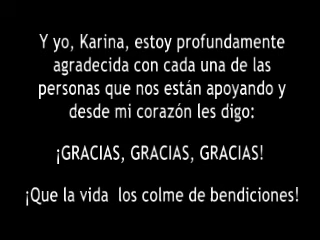 Y yo, Karina, estoy profundamente
agradecida con cada una de las
personas que nos están apoyando y
desde mi corazón les digo:
¡GRACIAS, GRACIAS, GRACIAS!
¡Que la vida los colme de bendiciones!